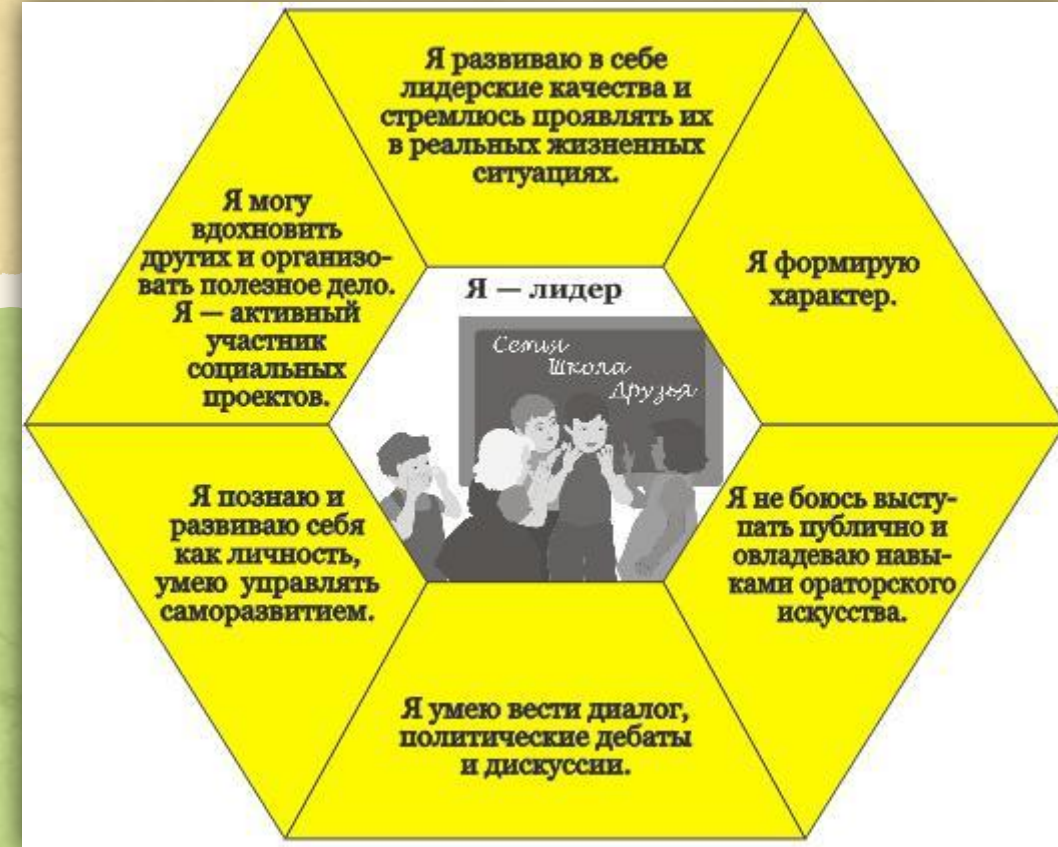 Я развиваю в себе
лидерские качества и
стремлюсь проявлять их
в реальных жизненных
ситуациях.
Я могу
вдохновить
других и организо-
вать полезное дело.
Я — активный
участник
социальных
проектов.
Я формирую
характер.
Я — лидер
Семья
Школа
Друзья
Я познаю и
развиваю себя
как личность,
умею управлять
саморазвитием.
Я не боюсь высту-
пать публично и
овладеваю навы-
ками ораторского
искусства.
Я умею вести диалог,
политические дебаты
и дискуссии.